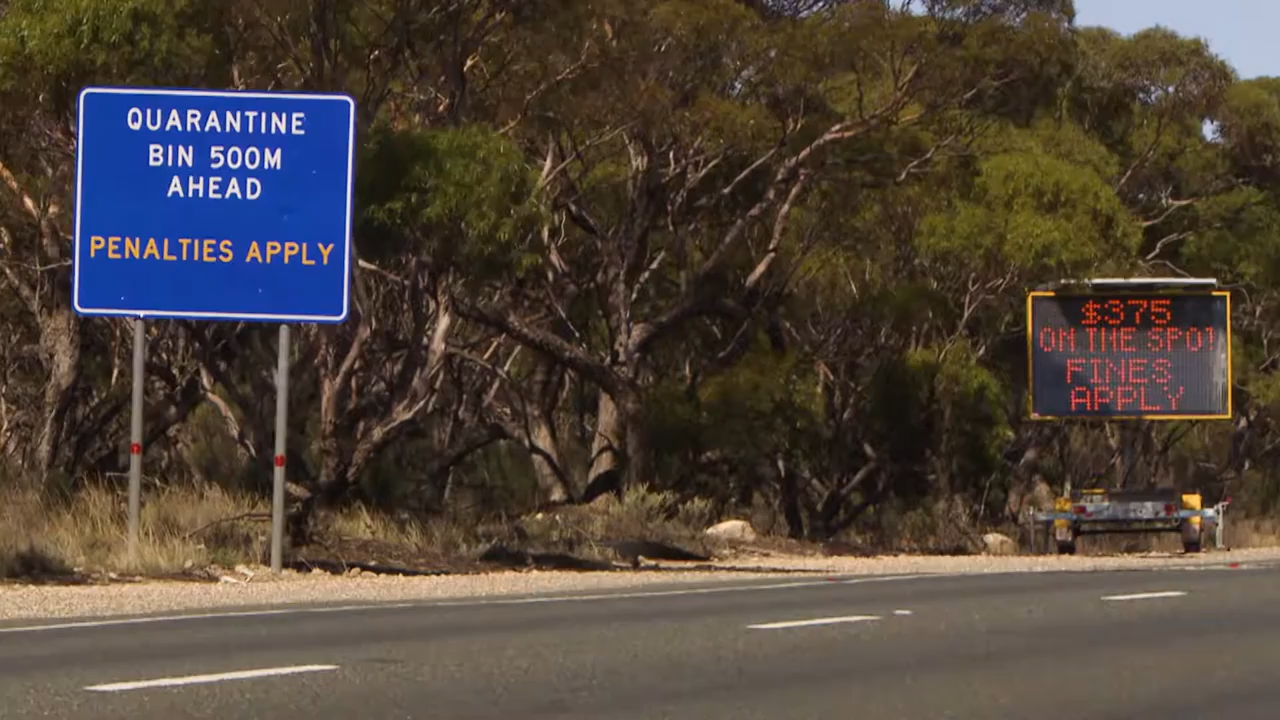 QUARANTINE
BIN 500M
AHEAD
PENALTIES APPLY
$375
ON THE SPOT
FINES
APPLY